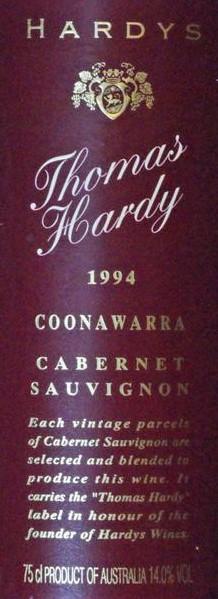 HARDYS
Thomas
Hardy
1994
COONAWARRA
CABERNET
SAUVIGNON
Each vintage parcels
of Cabernet Sauvignon are
selected and blended to
produce this wine. It
carries the "Thomas Hardy"
label in honour of the
founder of Hardys Wines.
75 cl PRODUCT OF AUSTRALIA 14.0% VOL